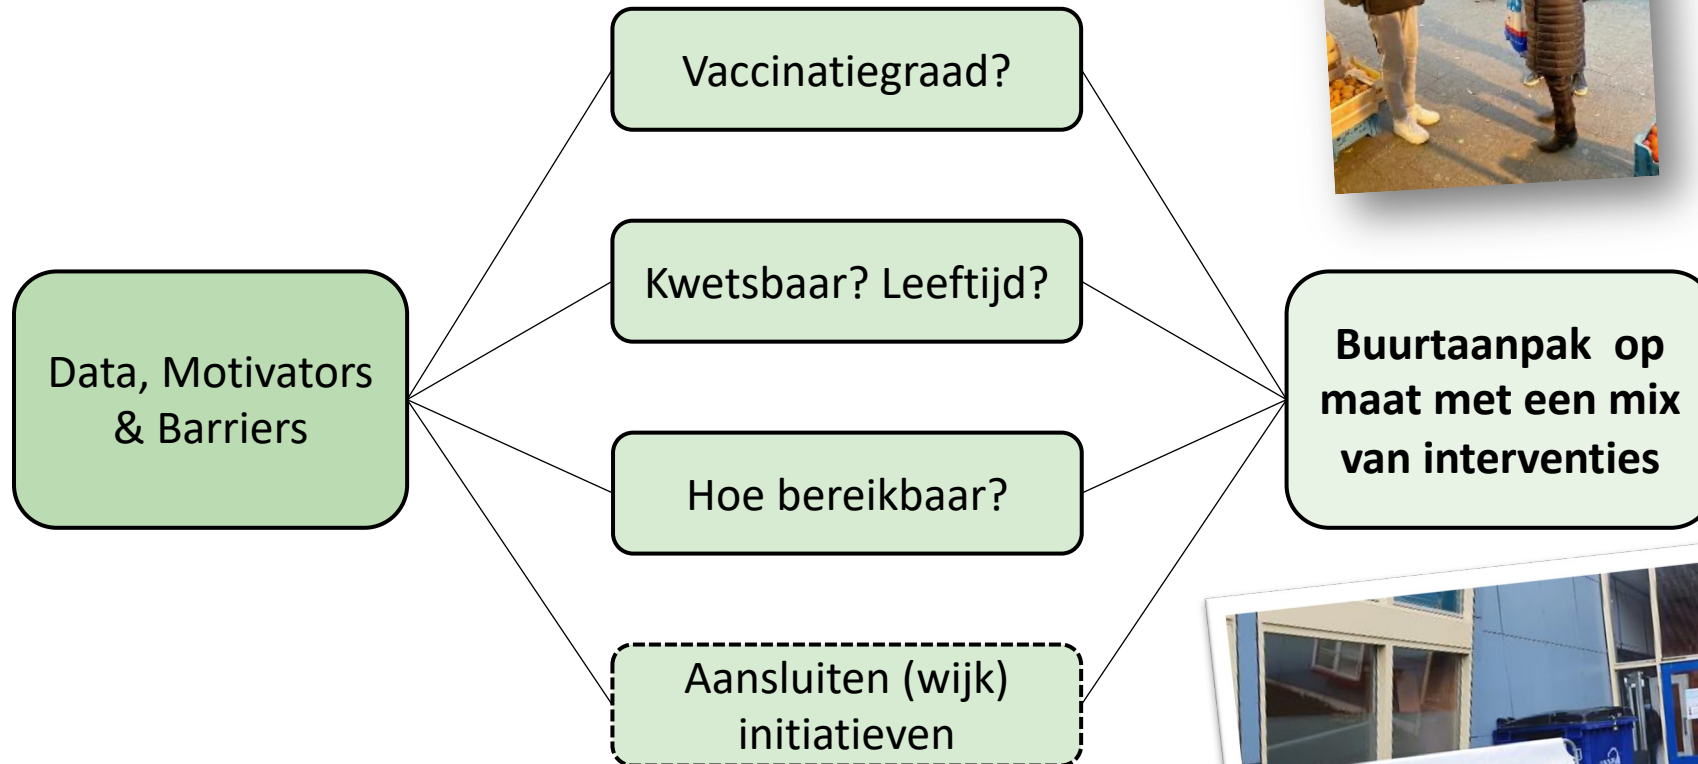 Vaccinatiegraad?
Kwetsbaar? Leeftijd?
Data, Motivators
& Barriers
Hoe bereikbaar?
Aansluiten (wijk)
initiatieven
Buurtaanpak op
maat met een mix
van interventies